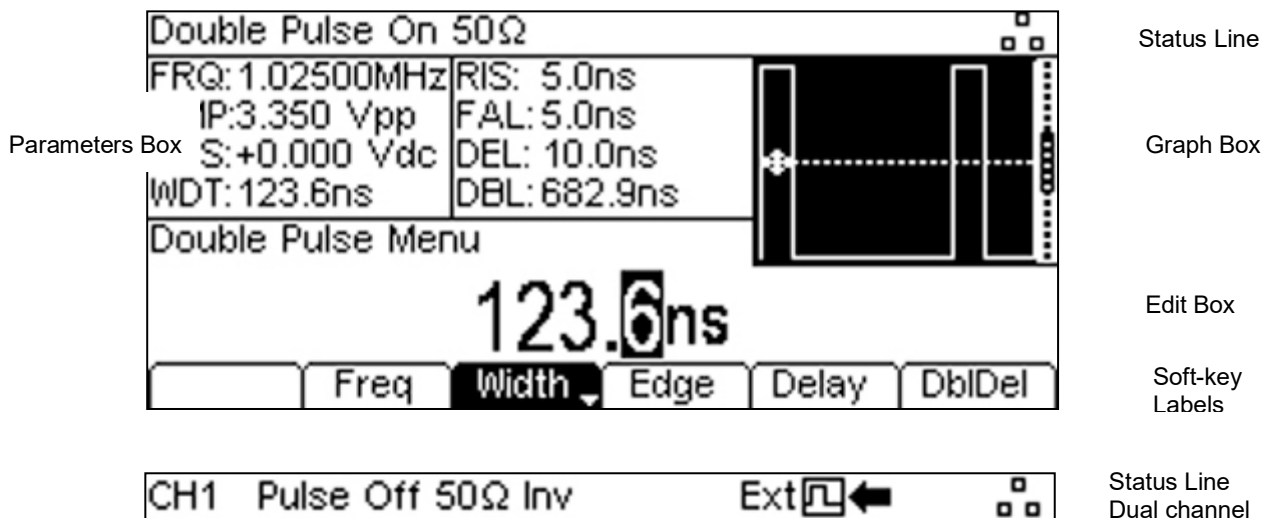 Double Pulse On 50Ω
Status Line
FRQ:1.02500MHz RIS: 5.0ns
MP:3.350 Vpp FAL:5.0ns
Parameters Box S:+0.000 Vdc DEL: 10.0ns
Graph Box
WDT:123.6ns DBL:682.9ns
Double Pulse Menu
123.6ns
Edit Box
Freq Width Edge Delay DblDel
Soft-key
Labels
CH1 Pulse Off 50Ω Inv Ext
Status Line
Dual channel